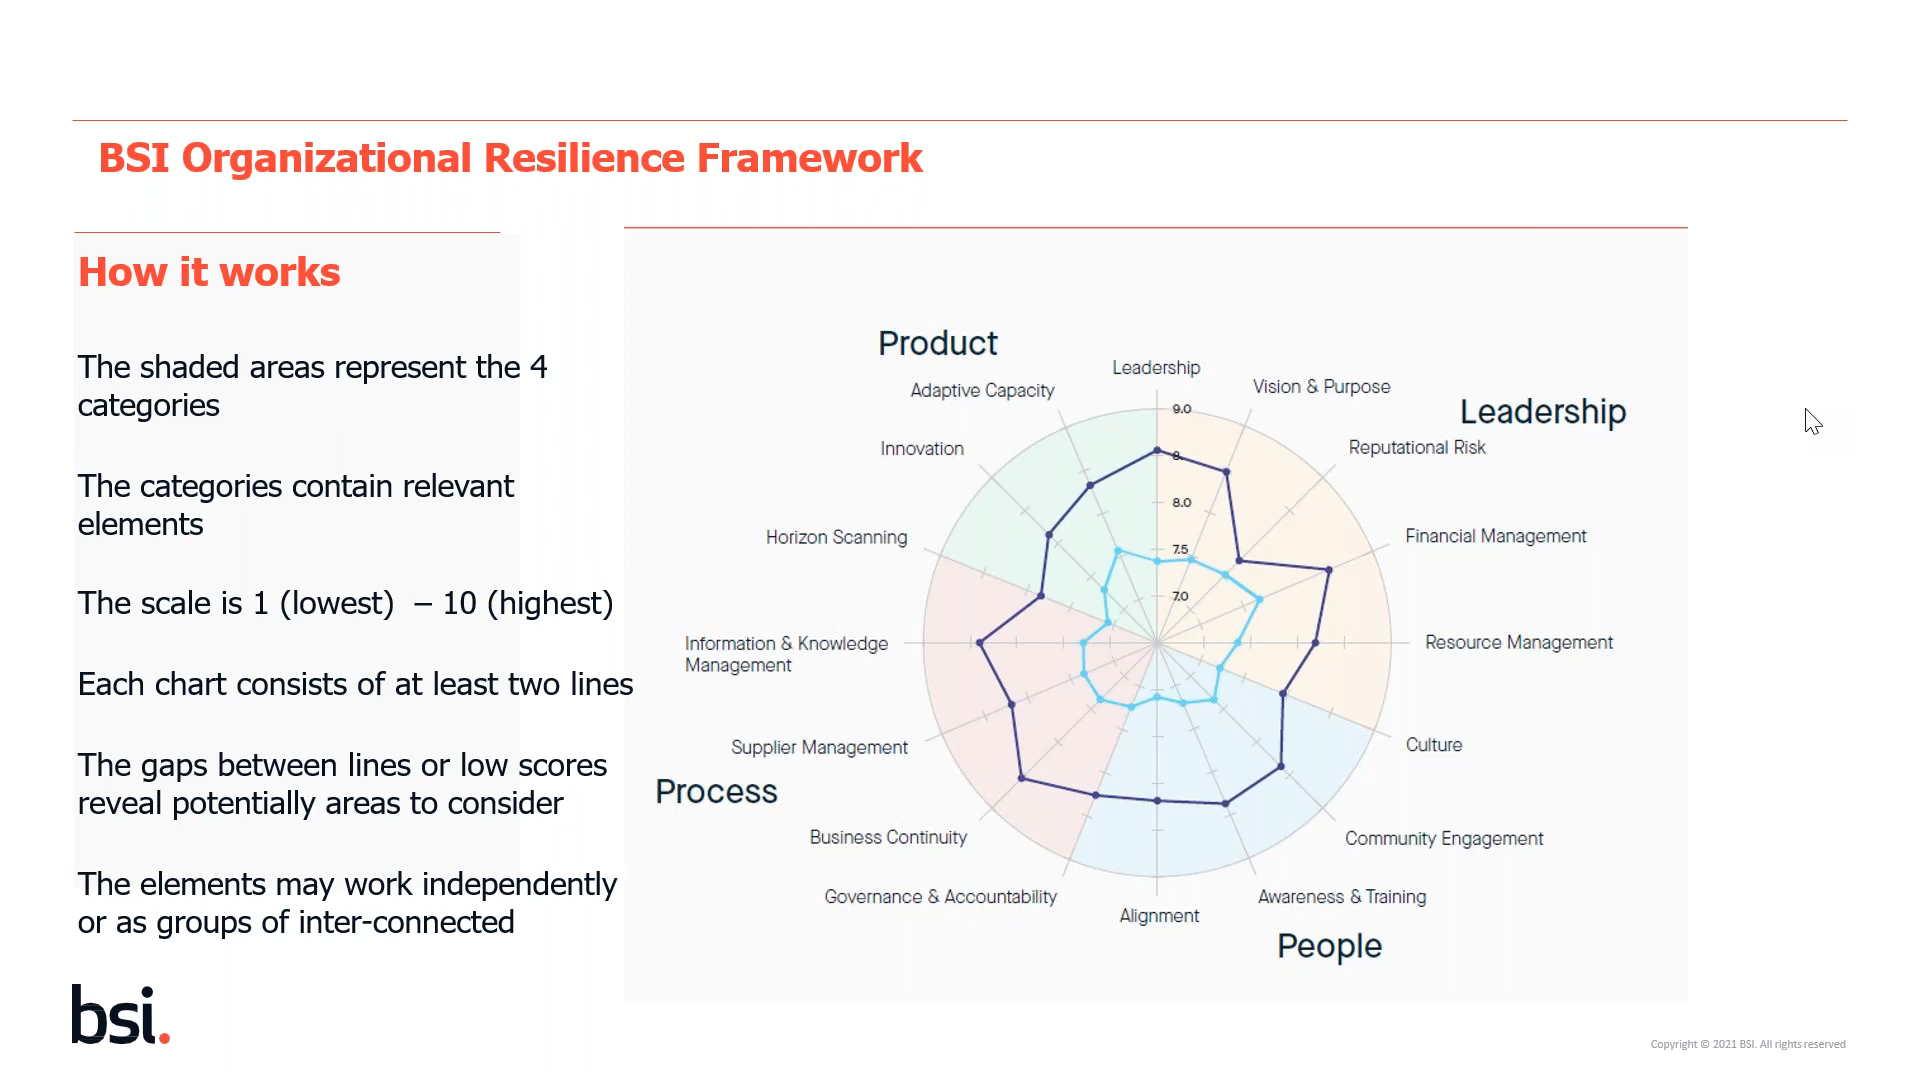 BSI Organizational Resilience Framework
How it works
The shaded areas represent the 4
categories
The categories contain relevant
elements
The scale is 1 (lowest) – 10 (highest)
Each chart consists of at least two lines
The gaps between lines or low scores
reveal potentially areas to consider
The elements may work independently
or as groups of inter-connected
Product
Leadership
Adaptive Capacity
Vision & Purpose
Leadership
Innovation
Reputational Risk
Horizon Scanning
Financial Management
Information & Knowledge
Management
Resource Management
Supplier Management
Culture
Process
Business Continuity
Community Engagement
Governance & Accountability
Awareness & Training
Alignment
People
9.0
8.
8.0
7.5
7.0
bsi.
Copyright © 2021 BSI. All rights reserved